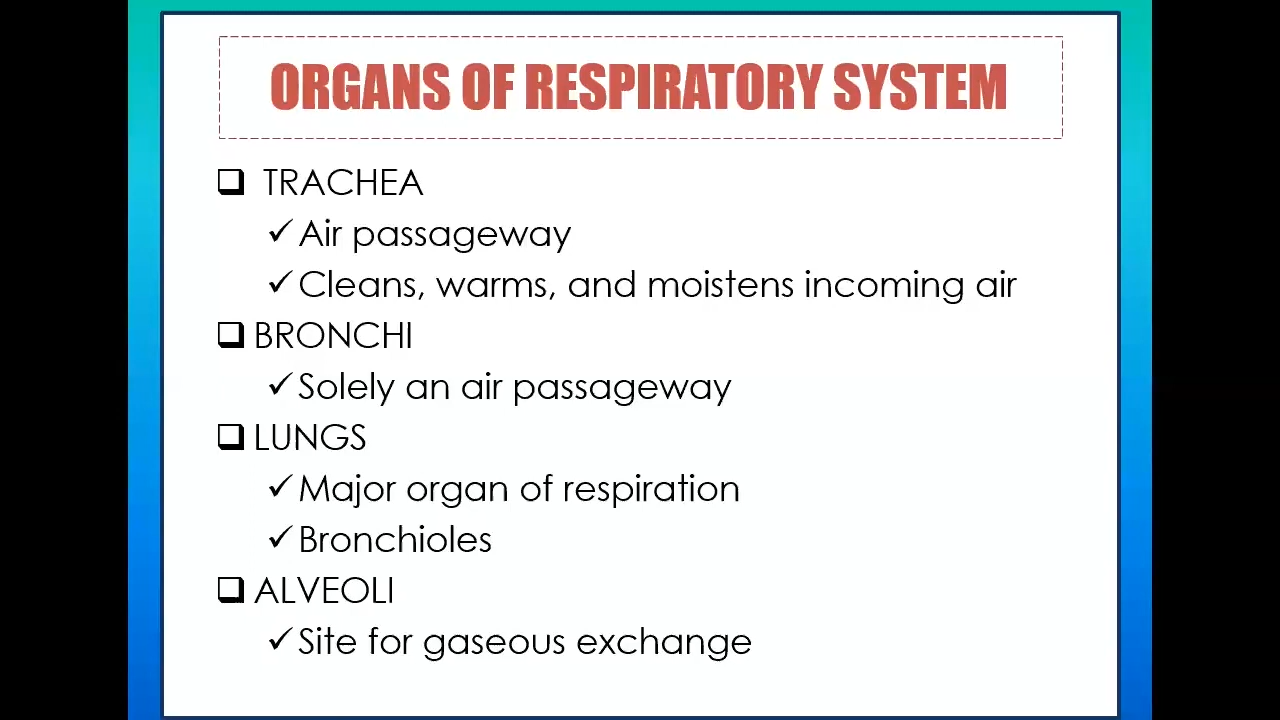 ORGANS OF RESPIRATORY SYSTEM
TRACHEA
Air passageway
Cleans, warms, and moistens incoming air
BRONCHI
Solely an air passageway
LUNGS
Major organ of respiration
Bronchioles
ALVEOLI
Site for gaseous exchange